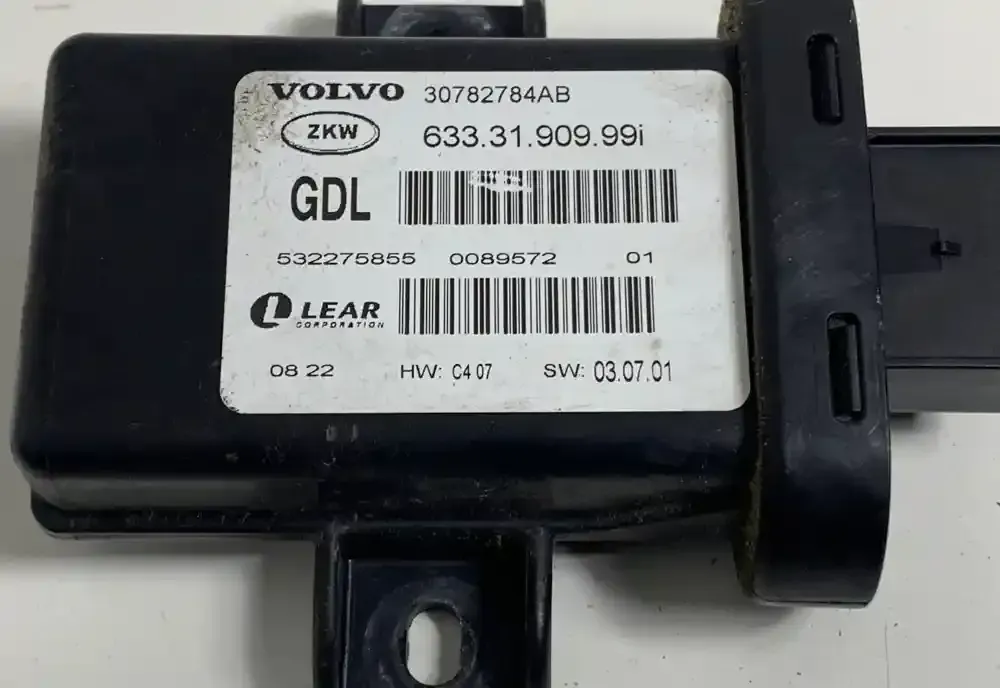 VOLVO 30782784AB
ZKW 633.31.909.99i
GDL
532275855 0089572 01
LEAR
CORPORATION
08 22 HW: C4 07 SW: 03.07.01